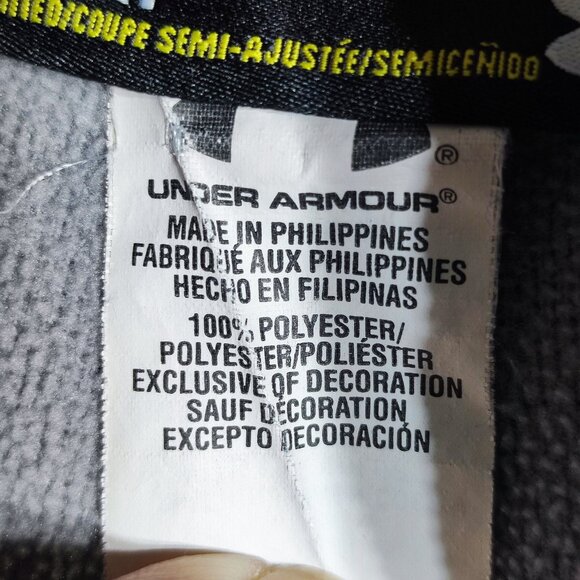 COUPE SEMI-AJUSTÉE/SEMICEÑIDO
®
UNDER ARMOUR®
MADE IN PHILIPPINES
FABRIQUÉ AUX PHILIPPINES
HECHO EN FILIPINAS
100% POLYESTER/
POLYESTER/POLIÉSTER
EXCLUSIVE OF DECORATION
SAUF DECORATION
EXCEPTO DECORACIÓN